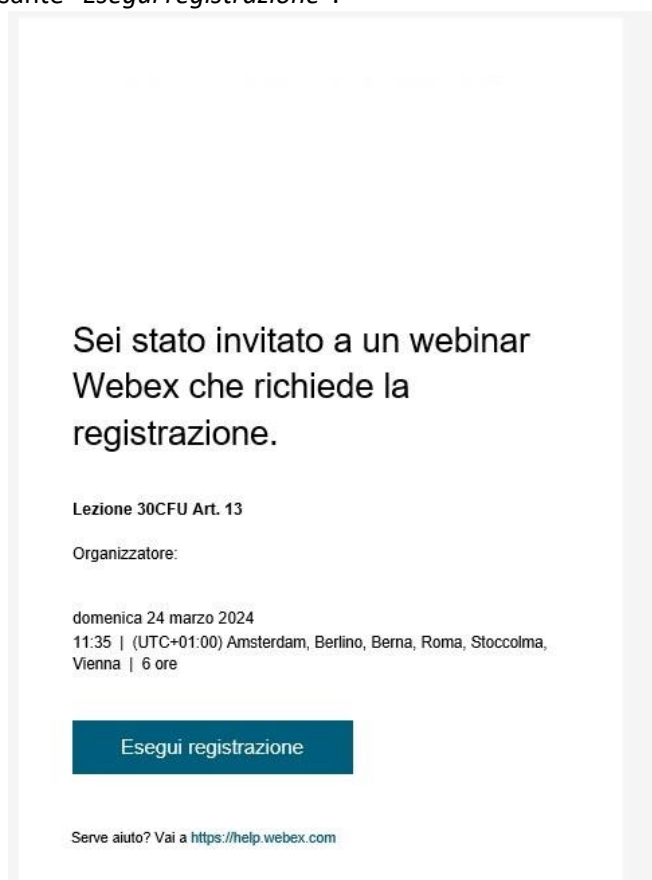 "Esegui registrazione".
Sei stato invitato a un webinar
Webex che richiede la
registrazione.
Lezione 30CFU Art. 13
Organizzatore:
domenica 24 marzo 2024
11:35 | (UTC+01:00) Amsterdam, Berlino, Berna, Roma, Stoccolma,
Vienna | 6 ore
Esegui registrazione
Serve aiuto? Vai a https://help.webex.com